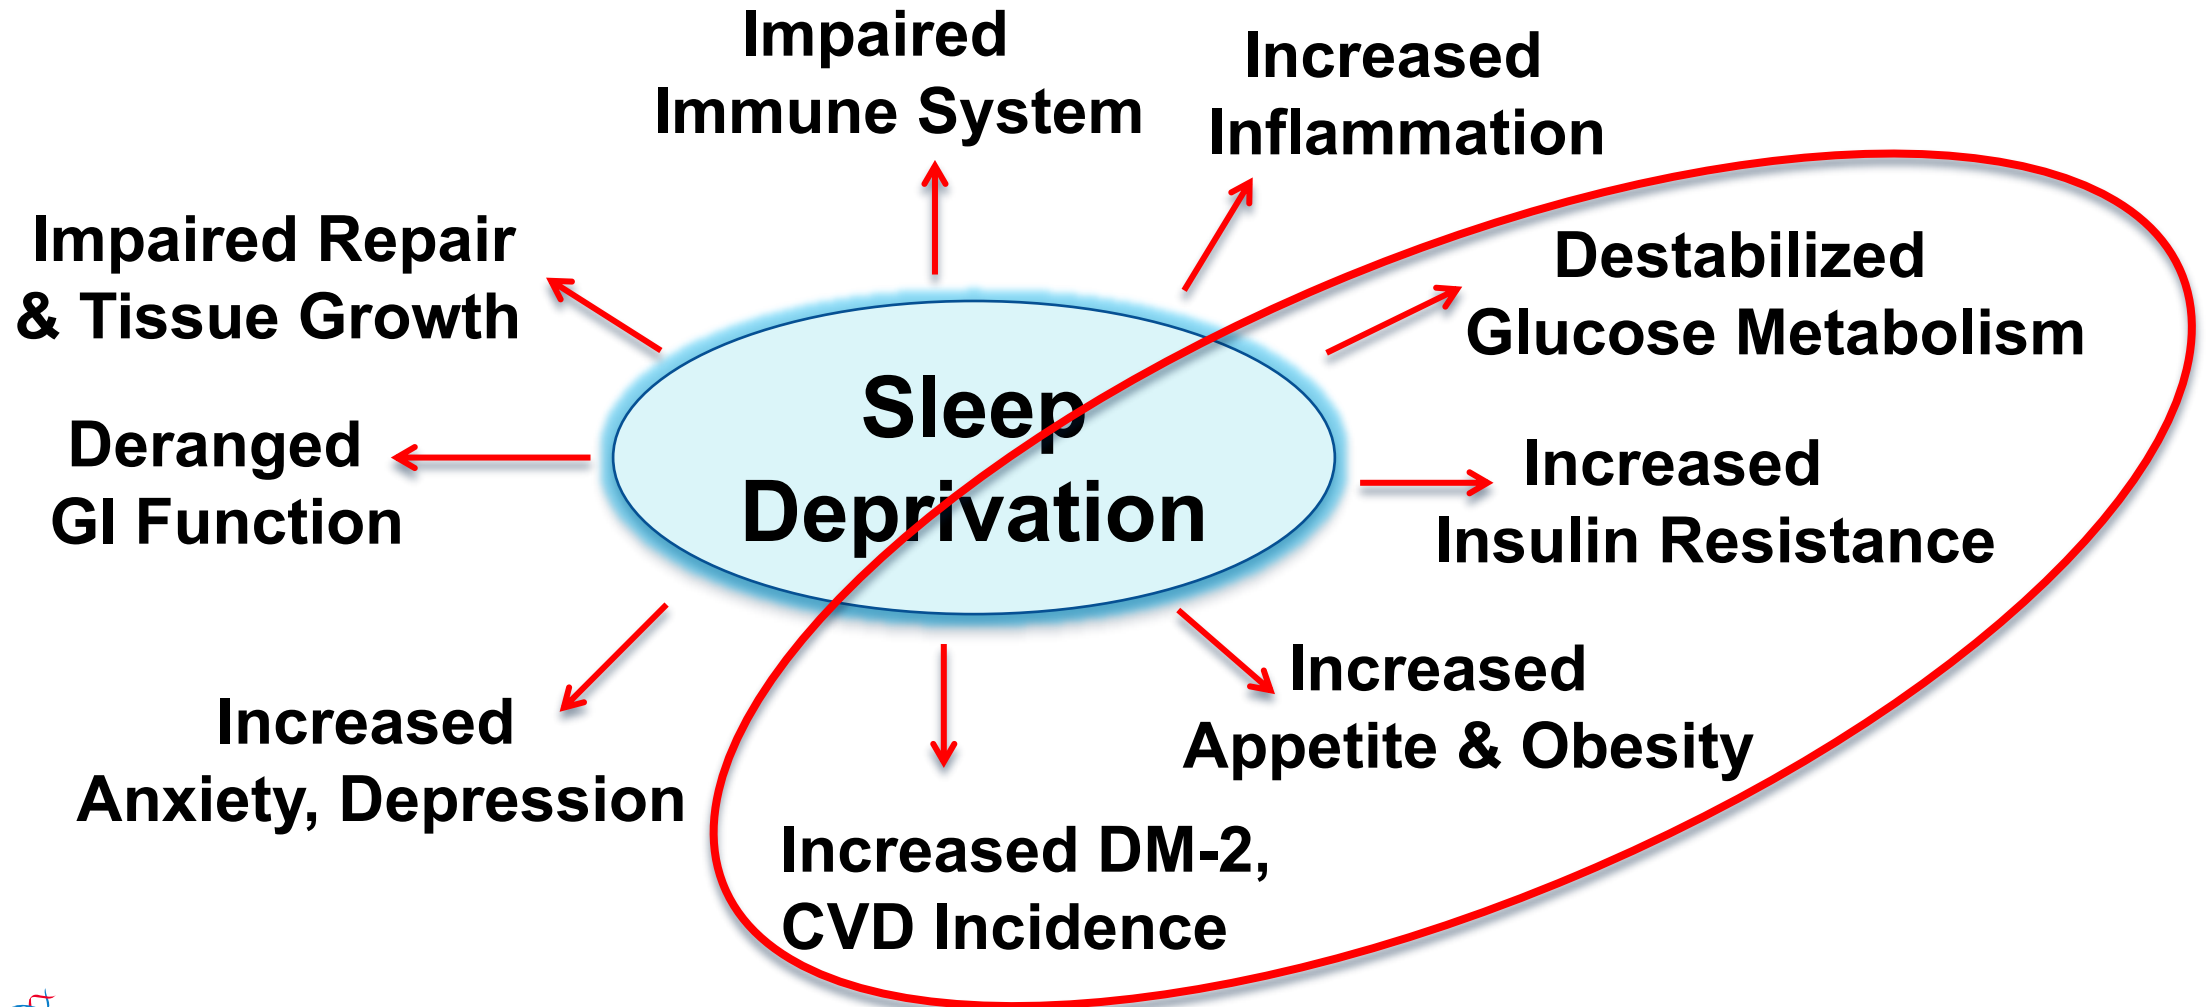 Impaired
Immune System
Increased
Inflammation
Impaired Repair
& Tissue Growth
Destabilized
Glucose Metabolism
Sleep
Deprivation
Deranged
GI Function
Increased
Insulin Resistance
Increased
Anxiety, Depression
Increased
Appetite & Obesity
Increased DM-2,
CVD Incidence